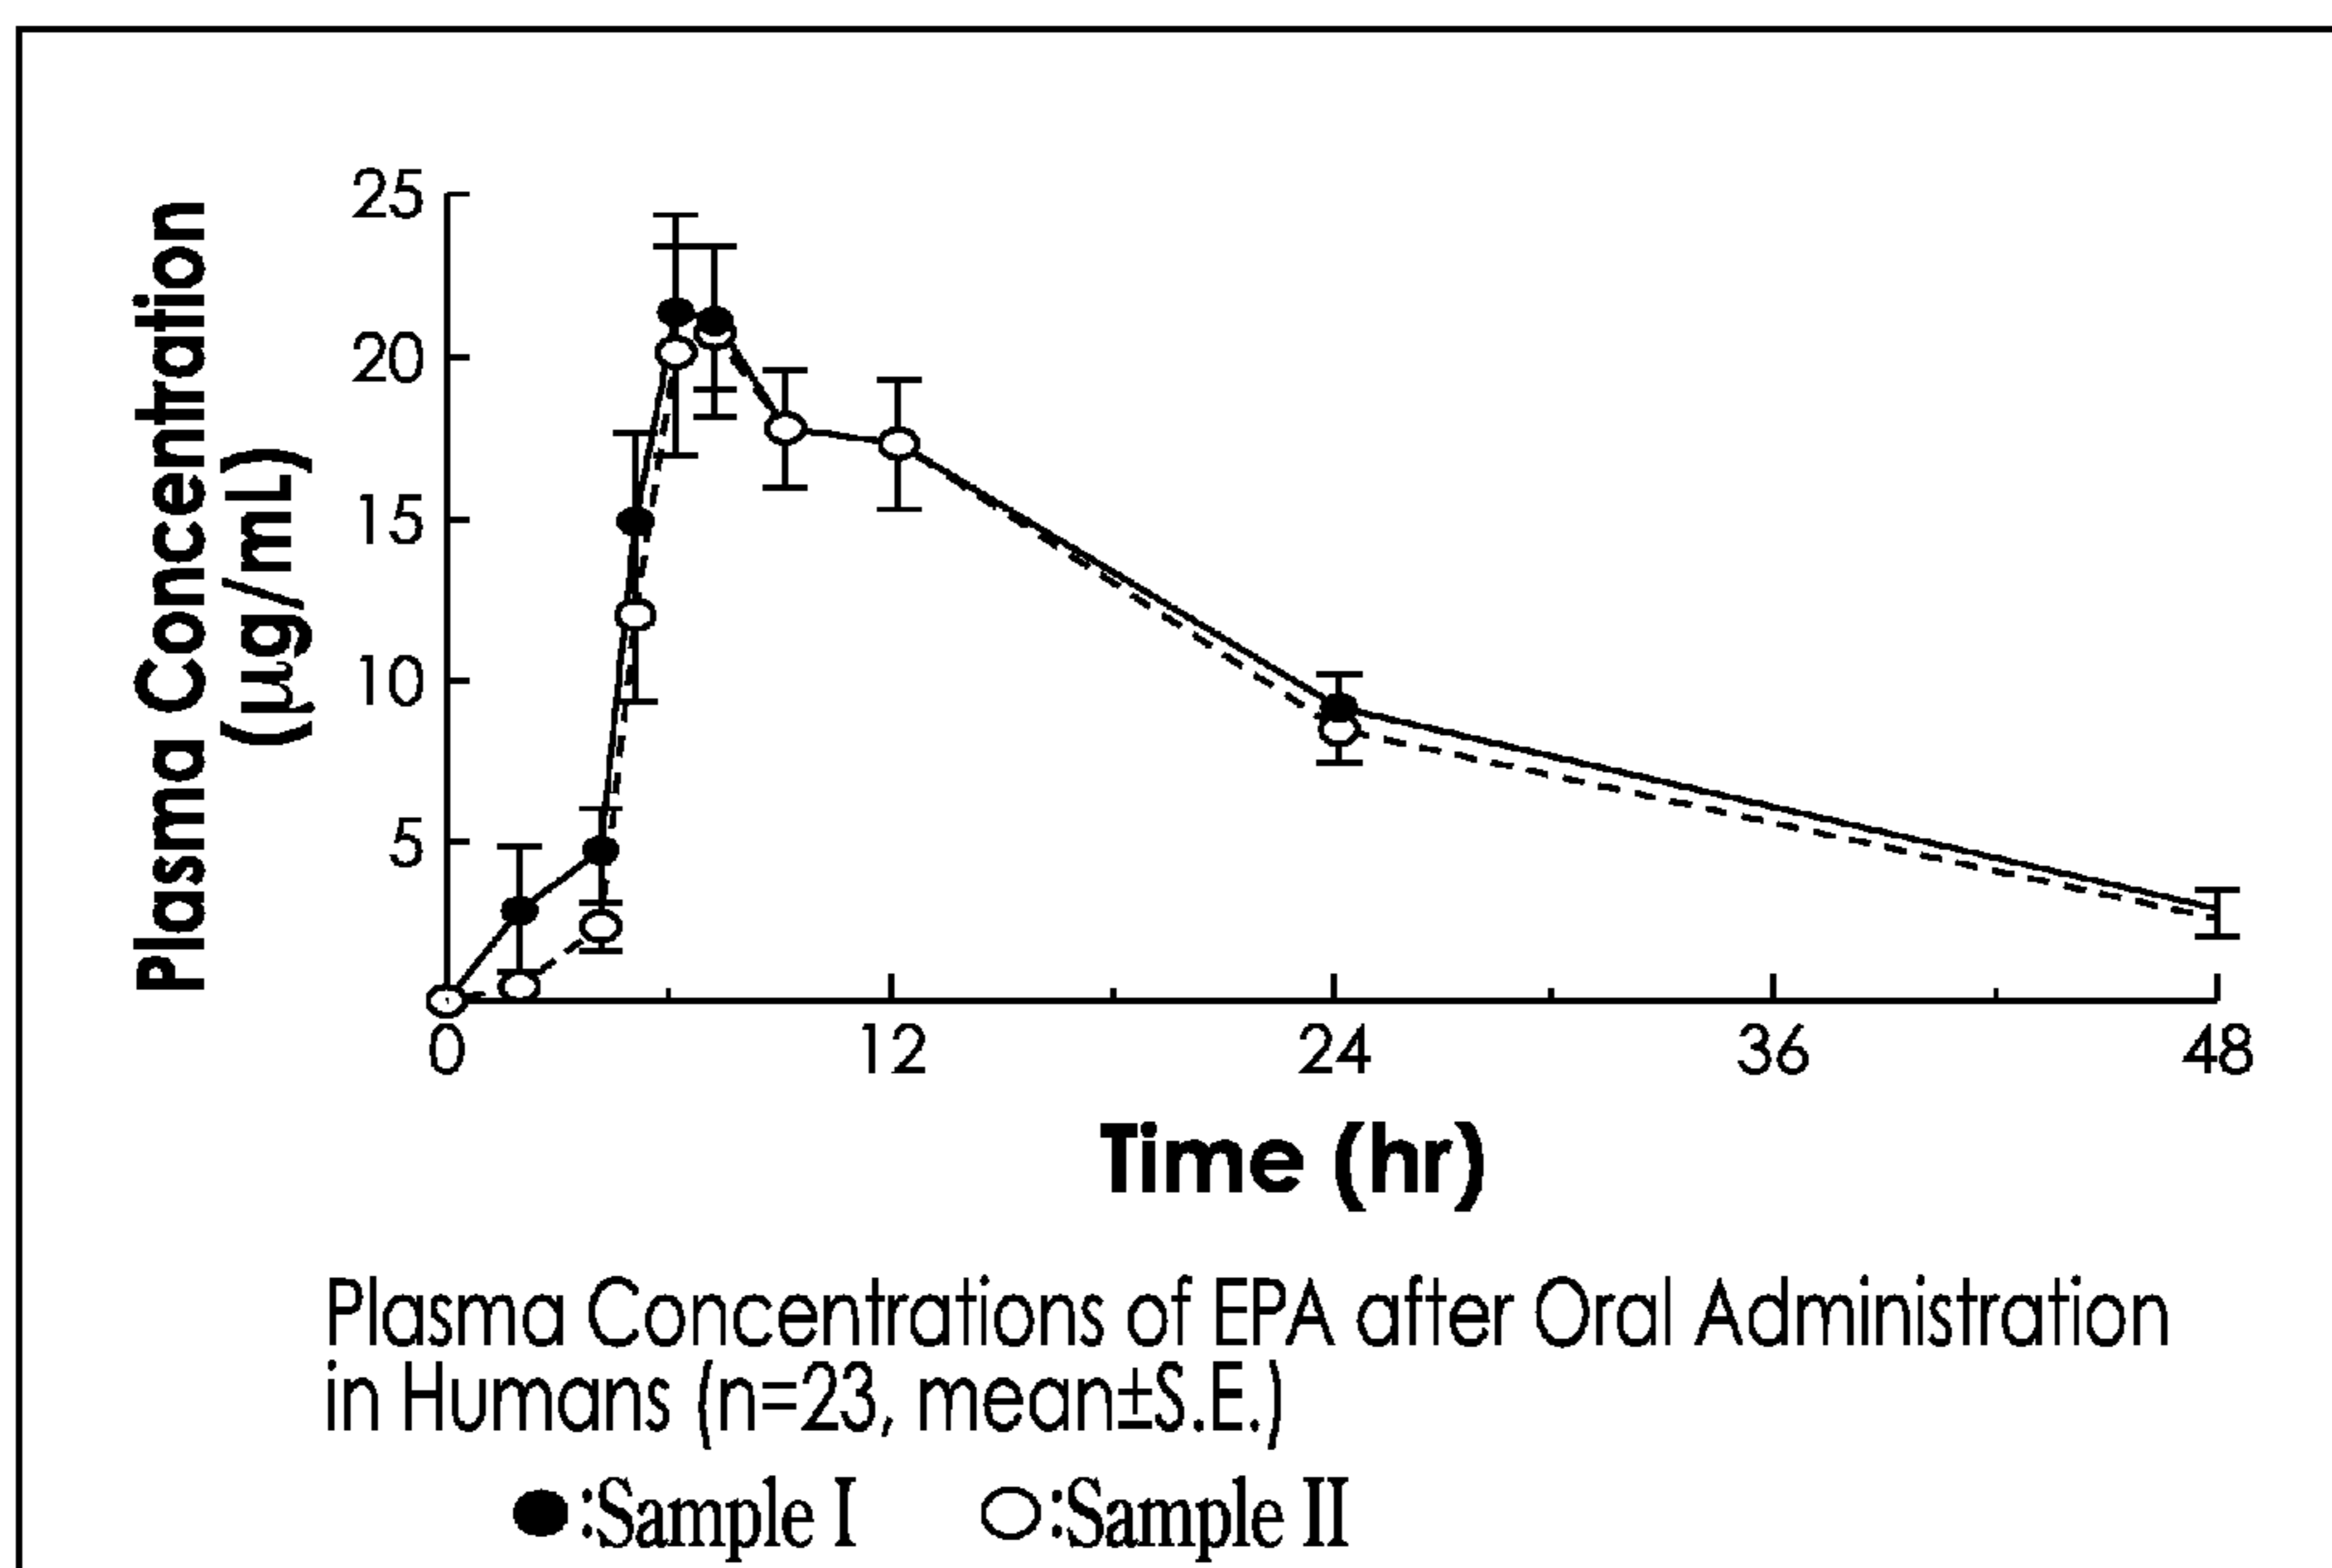 25
20
15
10
5
Plasma Concentration
(µg/mL)
0 12 24 36 48
Time (hr)
Plasma Concentrations of EPA after Oral Administration
in Humans (n=23, mean±S.E.)
:Sample I :Sample II